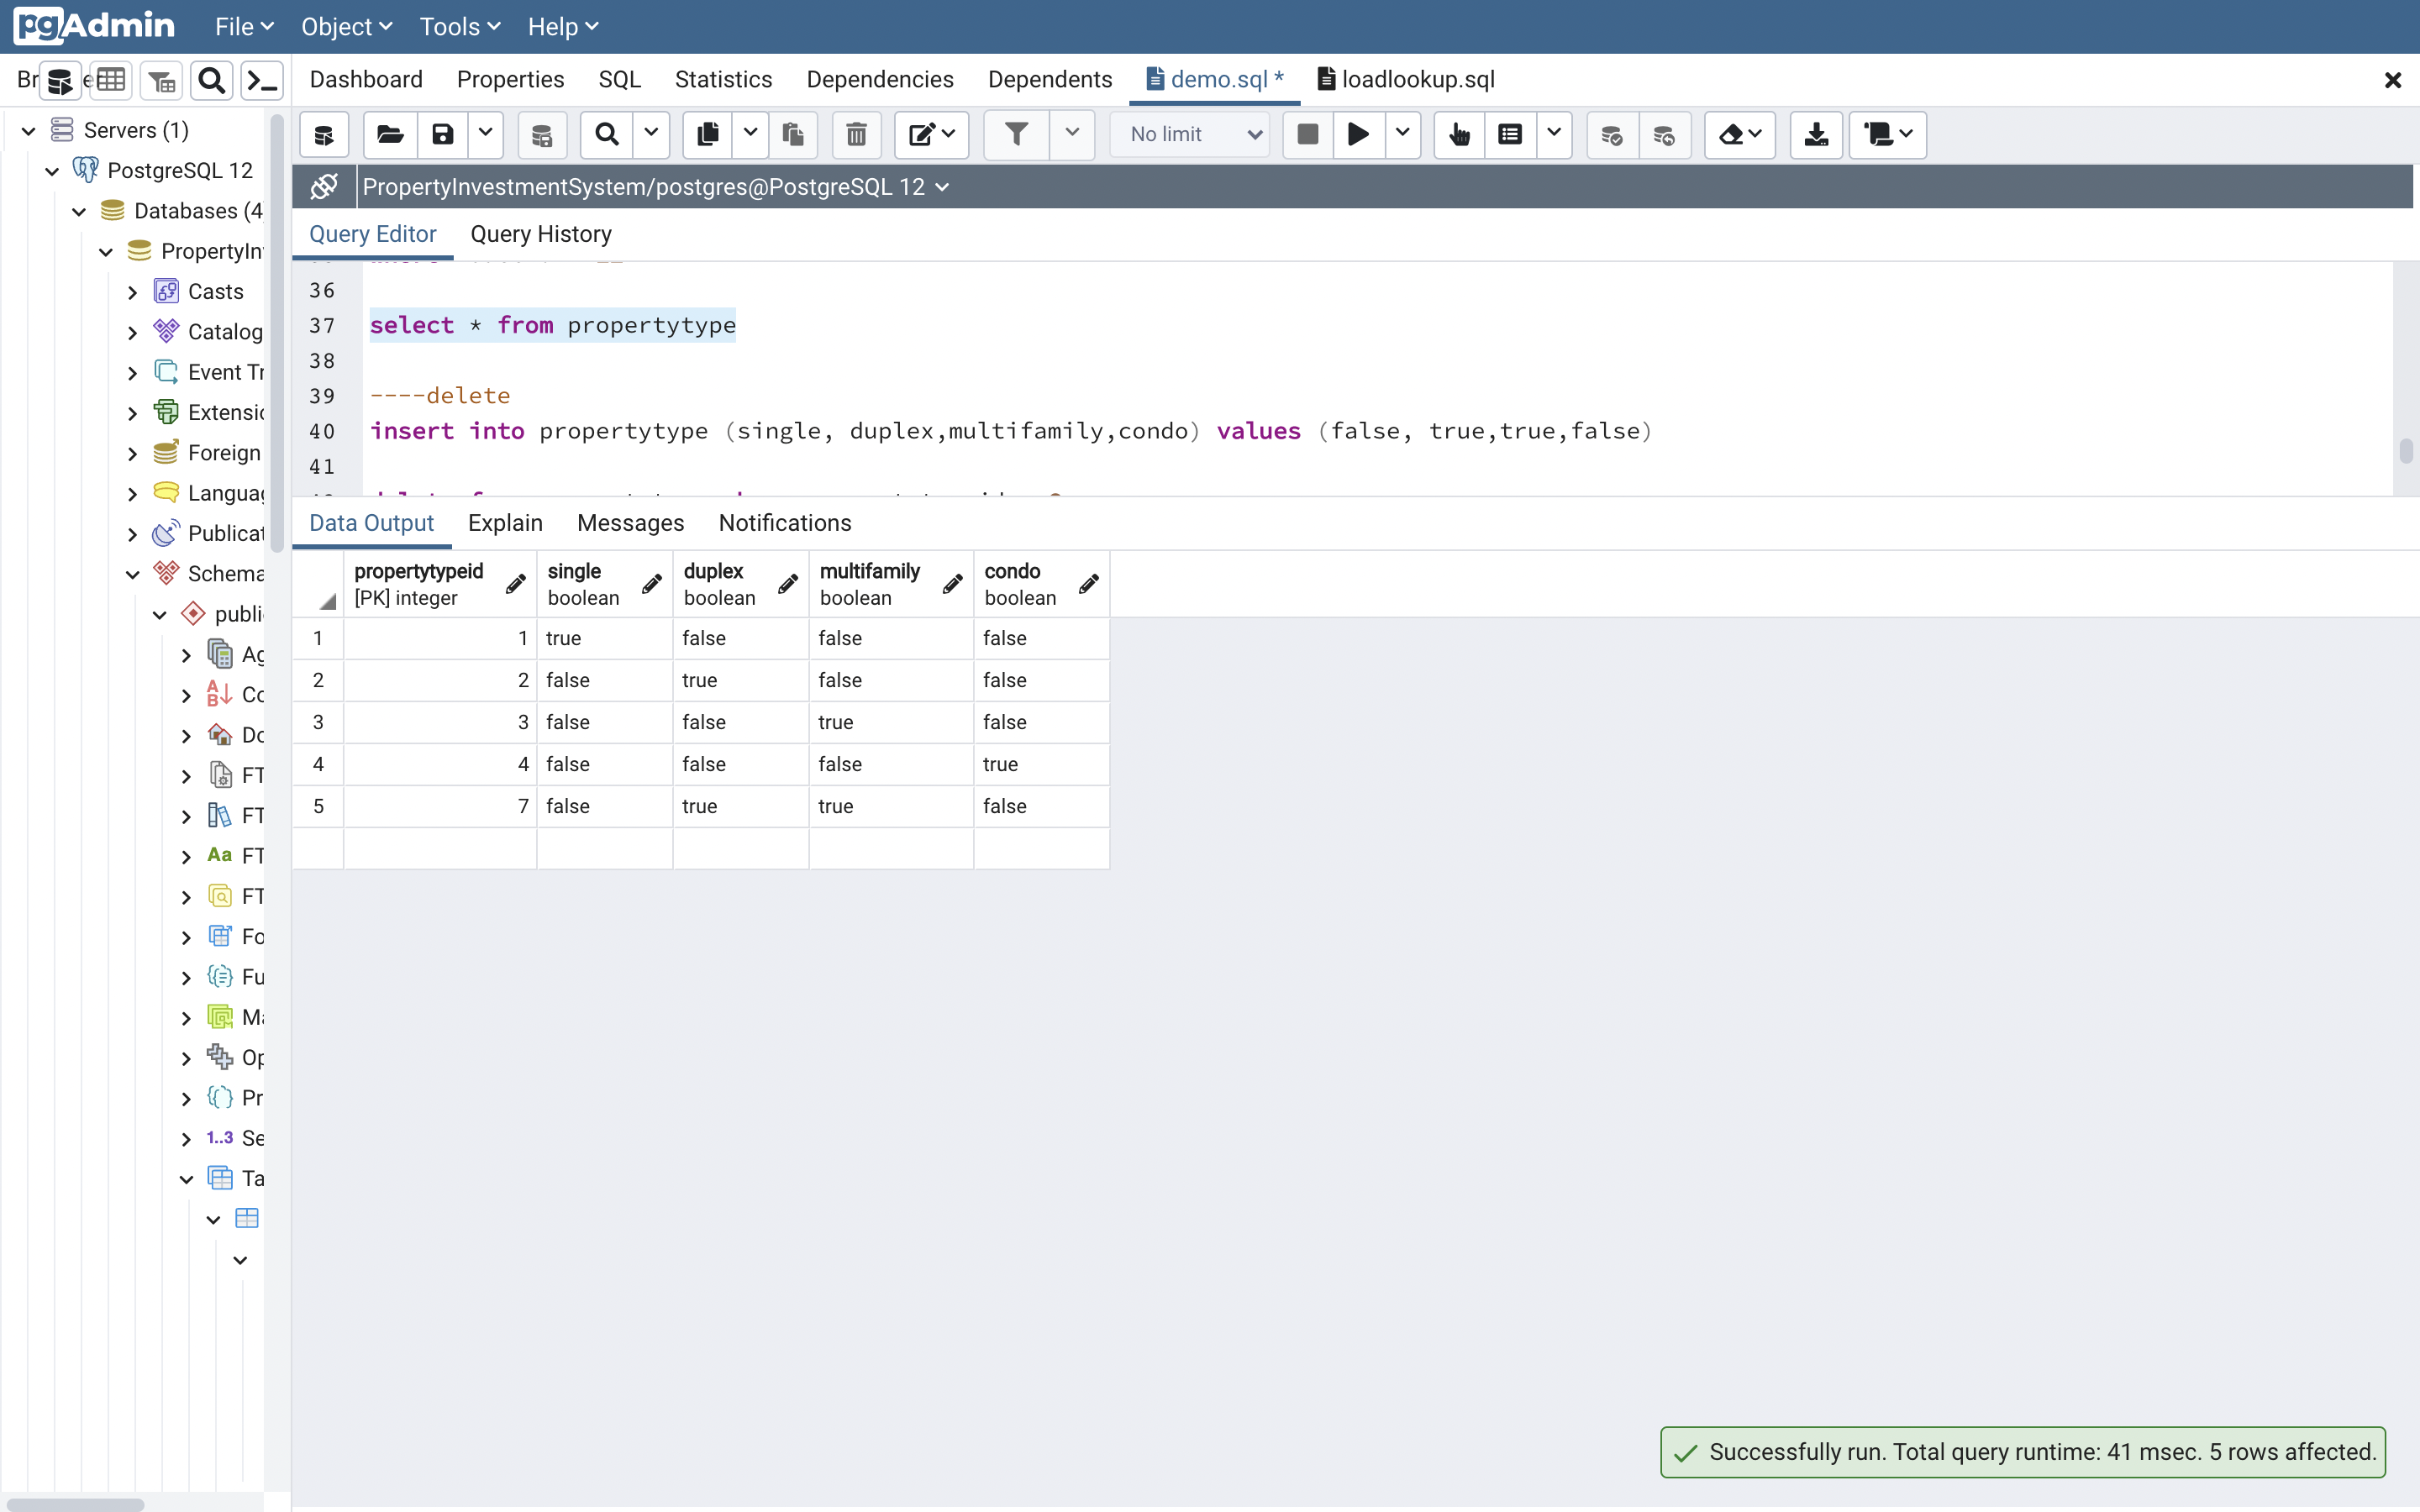 pgAdmin File Object Tools Help
Dashboard Properties SQL Statistics Dependencies Dependents demo.sql * loadlookup.sql
Servers (1)
PostgreSQL 12
Databases (4
PropertyIn
Casts
Catalog
Event Tr
Extensio
Foreign
Languag
Publicat
Schema
publi
Ag
Co
Do
FT
FT
Aa FT
FT
Fo
Fu
Ma
Op
Pr
1..3 Se
Ta
No limit
PropertyInvestmentSystem/postgres@PostgreSQL 12
Query Editor Query History
36
37 select * from propertytype
38
39 ----delete
40 insert into propertytype (single, duplex,multifamily,condo) values (false, true,true,false)
41
Data Output Explain Messages Notifications
propertytypeid single duplex multifamily condo
[PK] integer boolean boolean boolean boolean
1 1 true false false false
2 2 false true false false
3 3 false false true false
4 4 false false false true
5 7 false true true false
Successfully run. Total query runtime: 41 msec. 5 rows affected.